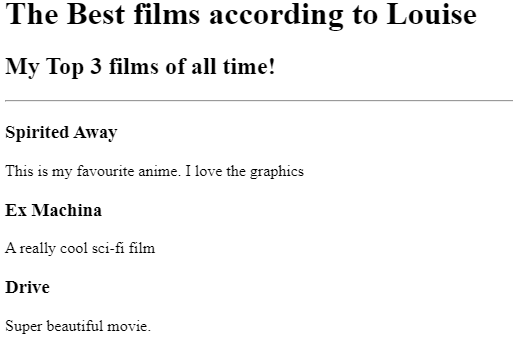 The Best films according to Louise
My Top 3 films of all time!
Spirited Away
This is my favourite anime. I love the graphics
Ex Machina
A really cool sci-fi film
Drive
Super beautiful movie.